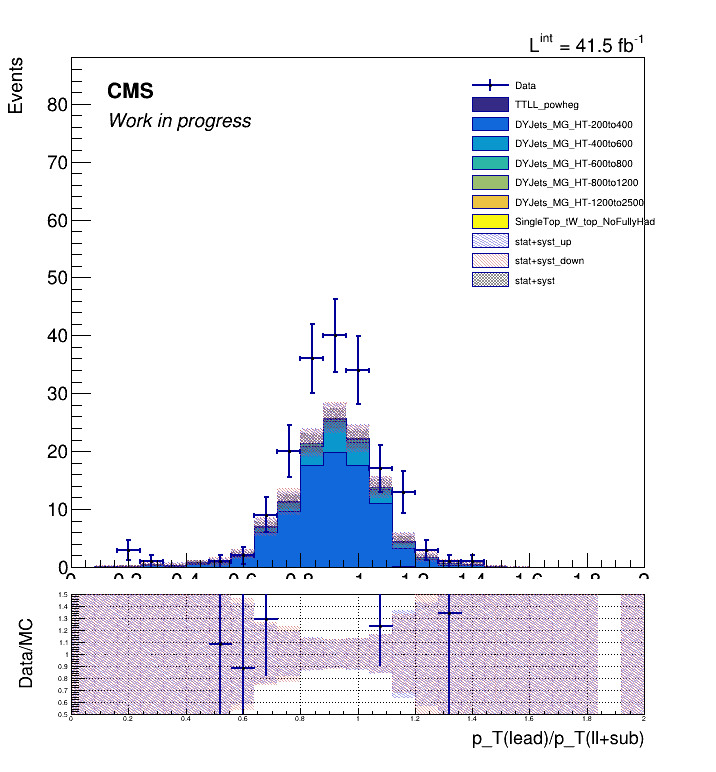 L^int = 41.5 fb^-1
Events
CMS
Work in progress
Data
TTLL_powheg
DYJets_MG_HT-200to400
DYJets_MG_HT-400to600
DYJets_MG_HT-600to800
DYJets_MG_HT-800to1200
DYJets_MG_HT-1200to2500
SingleTop_tW_top_NoFullyHad
stat+syst_up
stat+syst_down
stat+syst
80
70
60
50
40
30
20
10
0
0 0.2 0.4 0.6 0.8 1 1.2 1.4 1.6 1.8 2
Data/MC
1.5
1.4
1.3
1.2
1.1
1
0.9
0.8
0.7
0.6
0.5
0 0.2 0.4 0.6 0.8 1 1.2 1.4 1.6 1.8 2
p_T(lead)/p_T(ll+sub)